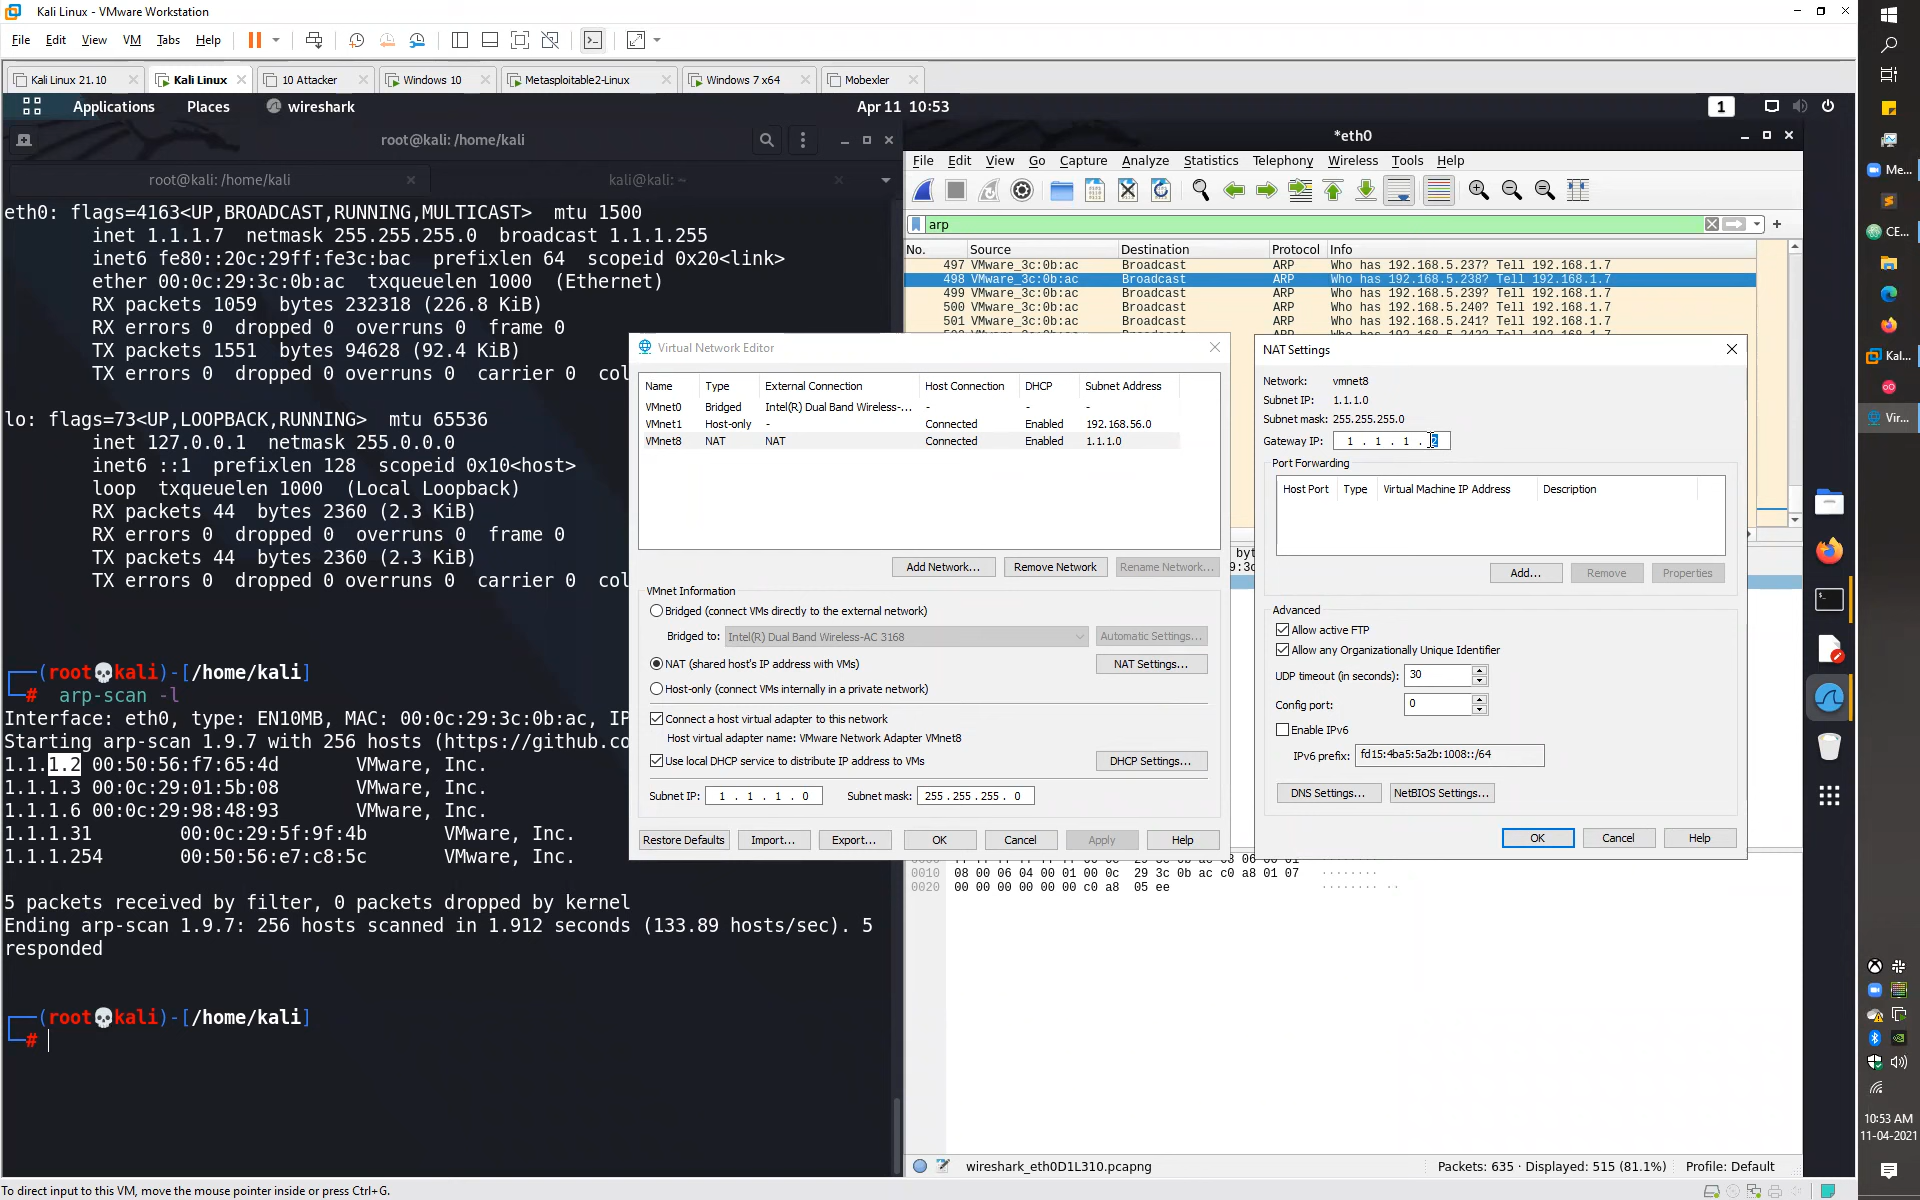 Kali Linux - VMware Workstation
File Edit View VM Tabs Help
Kali Linux 21.10
Kali Linux
10 Attacker
Windows 10
Metasploitable2-Linux
Windows 7 x64
Mobexler
Applications Places wireshark
Apr 11 10:53
1
root@kali: /home/kali
root@kali: /home/kali
kali@kali: ~
eth0: flags=4163<UP,BROADCAST,RUNNING,MULTICAST> mtu 1500
inet 1.1.1.7 netmask 255.255.255.0 broadcast 1.1.1.255
inet6 fe80::20c:29ff:fe3c:bac prefixlen 64 scopeid 0x20<link>
ether 00:0c:29:3c:0b:ac txqueuelen 1000 (Ethernet)
RX packets 1059 bytes 232318 (226.8 KiB)
RX errors 0 dropped 0 overruns 0 frame 0
TX packets 1551 bytes 94628 (92.4 KiB)
TX errors 0 dropped 0 overruns 0 carrier 0 col
lo: flags=73<UP,LOOPBACK,RUNNING> mtu 65536
inet 127.0.0.1 netmask 255.0.0.0
inet6 ::1 prefixlen 128 scopeid 0x10<host>
loop txqueuelen 1000 (Local Loopback)
RX packets 44 bytes 2360 (2.3 KiB)
RX errors 0 dropped 0 overruns 0 frame 0
TX packets 44 bytes 2360 (2.3 KiB)
TX errors 0 dropped 0 overruns 0 carrier 0 col
(root💀kali)-[/home/kali]
# arp-scan -l
Interface: eth0, type: EN10MB, MAC: 00:0c:29:3c:0b:ac, IP
Starting arp-scan 1.9.7 with 256 hosts (https://github.co
1.1.1.2 00:50:56:f7:65:4d VMware, Inc.
1.1.1.3 00:0c:29:01:5b:08 VMware, Inc.
1.1.1.6 00:0c:29:98:48:93 VMware, Inc.
1.1.1.31 00:0c:29:5f:9f:4b VMware, Inc.
1.1.1.254 00:50:56:e7:c8:5c VMware, Inc.
5 packets received by filter, 0 packets dropped by kernel
Ending arp-scan 1.9.7: 256 hosts scanned in 1.912 seconds (133.89 hosts/sec). 5
responded
(root💀kali)-[/home/kali]
#
*eth0
File Edit View Go Capture Analyze Statistics Telephony Wireless Tools Help
arp
No. Source Destination Protocol Info
497 VMware_3c:0b:ac Broadcast ARP Who has 192.168.5.237? Tell 192.168.1.7
498 VMware_3c:0b:ac Broadcast ARP Who has 192.168.5.238? Tell 192.168.1.7
499 VMware_3c:0b:ac Broadcast ARP Who has 192.168.5.239? Tell 192.168.1.7
500 VMware_3c:0b:ac Broadcast ARP Who has 192.168.5.240? Tell 192.168.1.7
501 VMware_3c:0b:ac Broadcast ARP Who has 192.168.5.241? Tell 192.168.1.7
Virtual Network Editor
Name Type External Connection Host Connection DHCP Subnet Address
VMnet0 Bridged Intel(R) Dual Band Wireless-... - - -
VMnet1 Host-only - Connected Enabled 192.168.56.0
VMnet8 NAT NAT Connected Enabled 1.1.1.0
Add Network... Remove Network Rename Network...
VMnet Information
Bridged (connect VMs directly to the external network)
Bridged to: Intel(R) Dual Band Wireless-AC 3168 Automatic Settings...
NAT (shared host's IP address with VMs) NAT Settings...
Host-only (connect VMs internally in a private network)
Connect a host virtual adapter to this network
Host virtual adapter name: VMware Network Adapter VMnet8
Use local DHCP service to distribute IP address to VMs DHCP Settings...
Subnet IP: 1 . 1 . 1 . 0 Subnet mask: 255 . 255 . 255 . 0
Restore Defaults Import... Export... OK Cancel Apply Help
NAT Settings
Network: vmnet8
Subnet IP: 1.1.1.0
Subnet mask: 255.255.255.0
Gateway IP: 1 . 1 . 1 . 2
Port Forwarding
Host Port Type Virtual Machine IP Address Description
Add... Remove Properties
Advanced
Allow active FTP
Allow any Organizationally Unique Identifier
UDP timeout (in seconds): 30
Config port: 0
Enable IPv6
IPv6 prefix: fd15:4ba5:5a2b:1008::/64
DNS Settings... NetBIOS Settings...
OK Cancel Help
0010 08 00 06 04 00 01 00 0c 29 3c 0b ac c0 a8 01 07 ········
0020 00 00 00 00 00 00 c0 a8 05 ee ········ ··
wireshark_eth0D1L310.pcapng
Packets: 635 · Displayed: 515 (81.1%)
Profile: Default
To direct input to this VM, move the mouse pointer inside or press Ctrl+G.
Me...
CE...
Kal...
Vir...
10:53 AM
11-04-2021